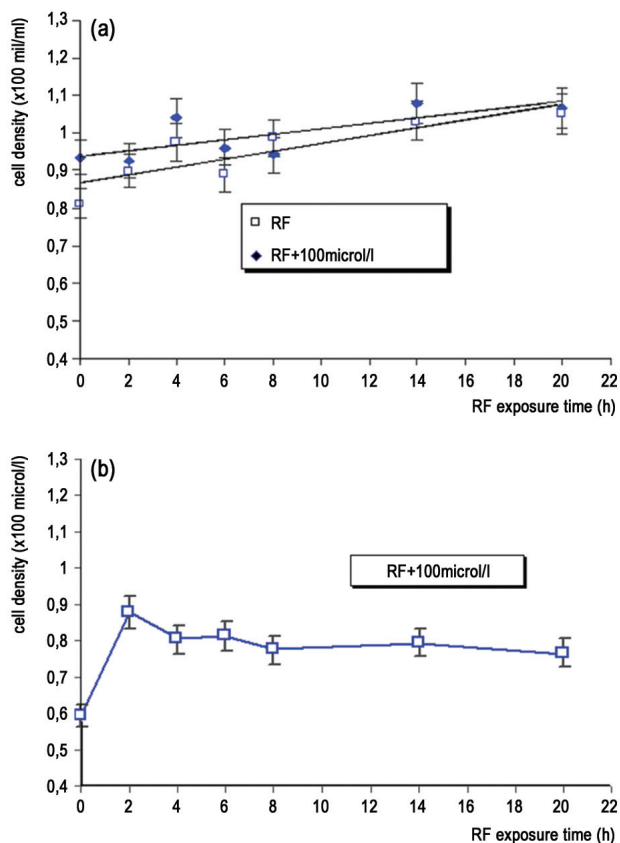 (a)
cell density (x100 mil/ml)
1,3
1,2
1,1
1
0,9
0,8
0,7
0,6
0,5
0,4
RF
RF+100microl/l
0 2 4 6 8 10 12 14 16 18 20 22
RF exposure time (h)
(b)
cell density (x100 microl/l)
1,3
1,2
1,1
1
0,9
0,8
0,7
0,6
0,5
0,4
RF+100microl/l
0 2 4 6 8 10 12 14 16 18 20 22
RF exposure time (h)